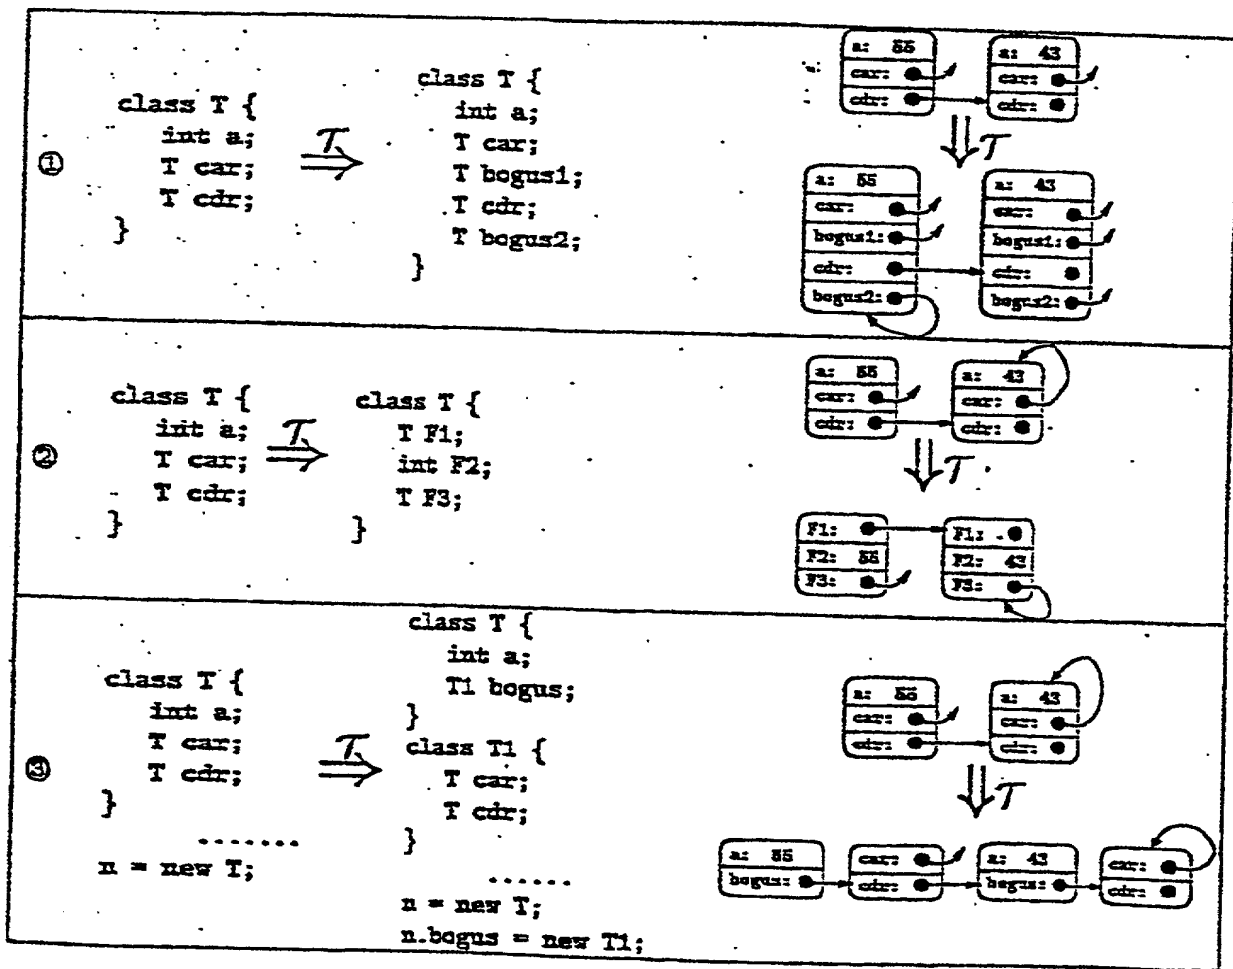 ①
class T {
int a;
T car;
T cdr;
}
T
class T {
int a;
T car;
T bogus1;
T cdr;
T bogus2;
}
a: 55
car:
cdr:
a: 43
car:
cdr:
T
a: 55
car:
bogus1:
cdr:
bogus2:
a: 43
car:
bogus1:
cdr:
bogus2:
②
class T {
int a;
T car;
T cdr;
}
T
class T {
T F1;
int F2;
T F3;
}
a: 55
car:
cdr:
a: 43
car:
cdr:
T
F1:
F2: 55
F3:
F1:
F2: 43
F3:
③
class T {
int a;
T car;
T cdr;
}
.......
n = new T;
T
class T {
int a;
T1 bogus;
}
class T1 {
T car;
T cdr;
}
......
n = new T;
n.bogus = new T1;
a: 55
car:
cdr:
a: 43
car:
cdr:
T
a: 55
bogus:
car:
cdr:
a: 43
bogus:
car:
cdr: